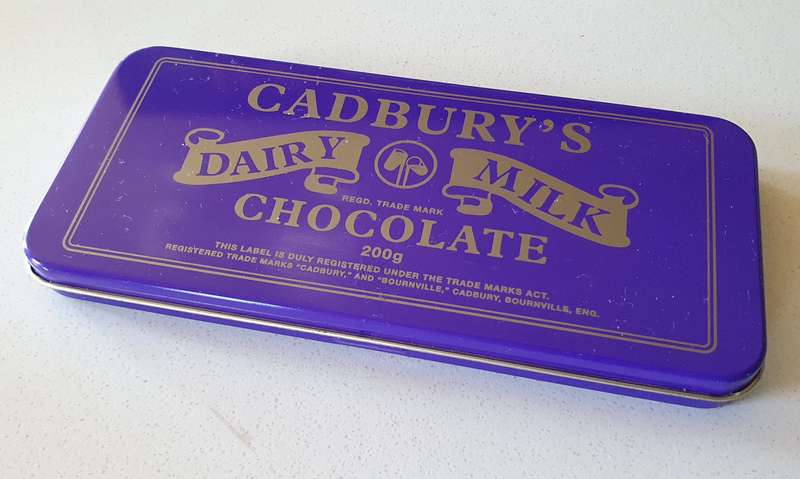 CADBURY'S
DAIRY MILK
REGD. TRADE MARK
CHOCOLATE
200g
THIS LABEL IS DULY REGISTERED UNDER THE TRADE MARKS ACT.
REGISTERED TRADE MARKS "CADBURY," AND "BOURNVILLE," CADBURY, BOURNVILLE, ENG.